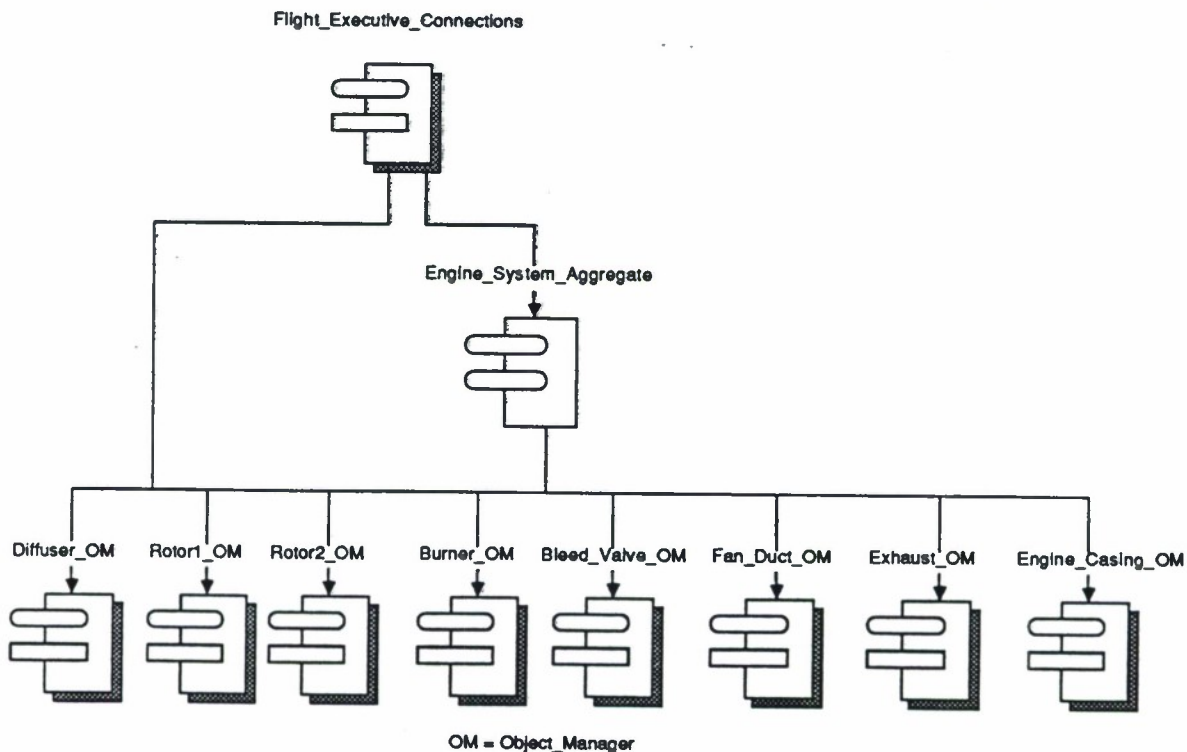 Flight_Executive_Connections
Engine_System_Aggregate
Diffuser_OM Rotor1_OM Rotor2_OM Burner_OM Bleed_Valve_OM Fan_Duct_OM Exhaust_OM Engine_Casing_OM
OM = Object_Manager